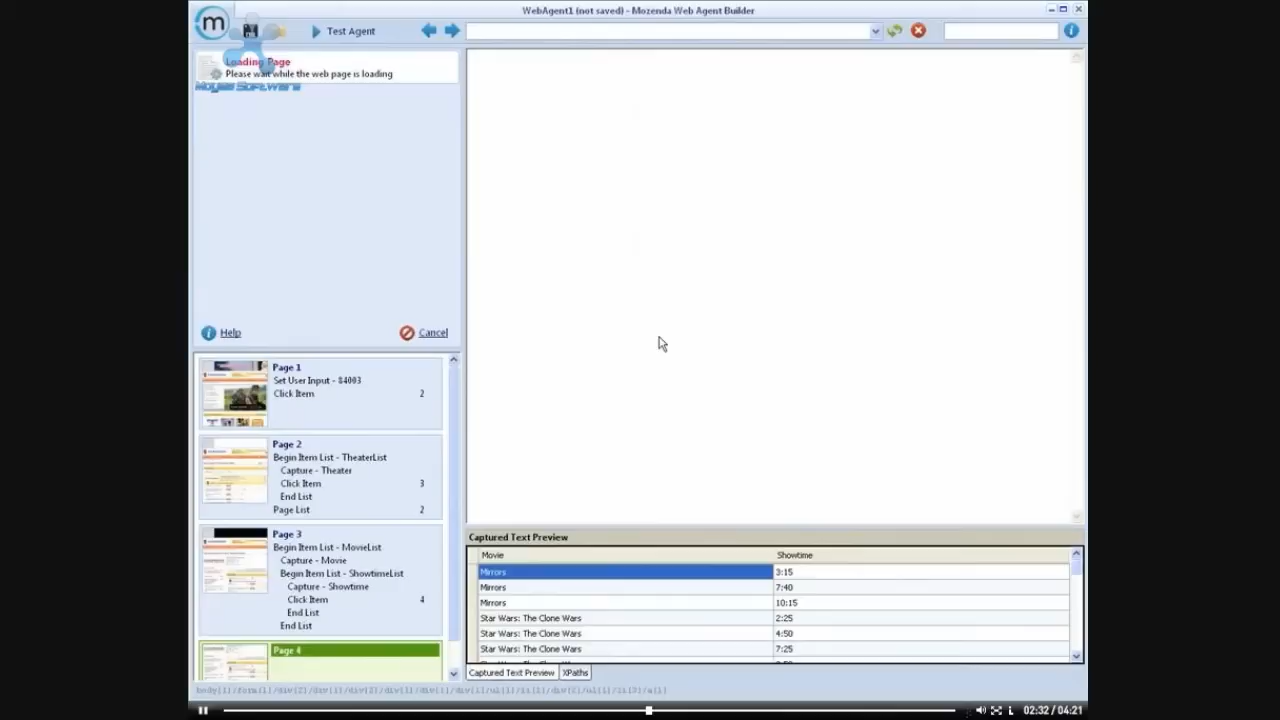 WebAgent1 (not saved) - Mozenda Web Agent Builder
m
Test Agent
Loading Page
Please wait while the web page is loading
Moyea Software
Help
Cancel
Page 1
Set User Input - 84003
Click Item 2
Page 2
Begin Item List - TheaterList
Capture - Theater
Click Item 3
End List
Page List 2
Page 3
Begin Item List - MovieList
Capture - Movie
Begin Item List - ShowtimeList
Capture - Showtime
Click Item 4
End List
End List
Page 4
Captured Text Preview
Movie Showtime
Mirrors 3:15
Mirrors 7:40
Mirrors 10:15
Star Wars: The Clone Wars 2:25
Star Wars: The Clone Wars 4:50
Star Wars: The Clone Wars 7:25
Captured Text Preview XPaths
02:32 / 04:21